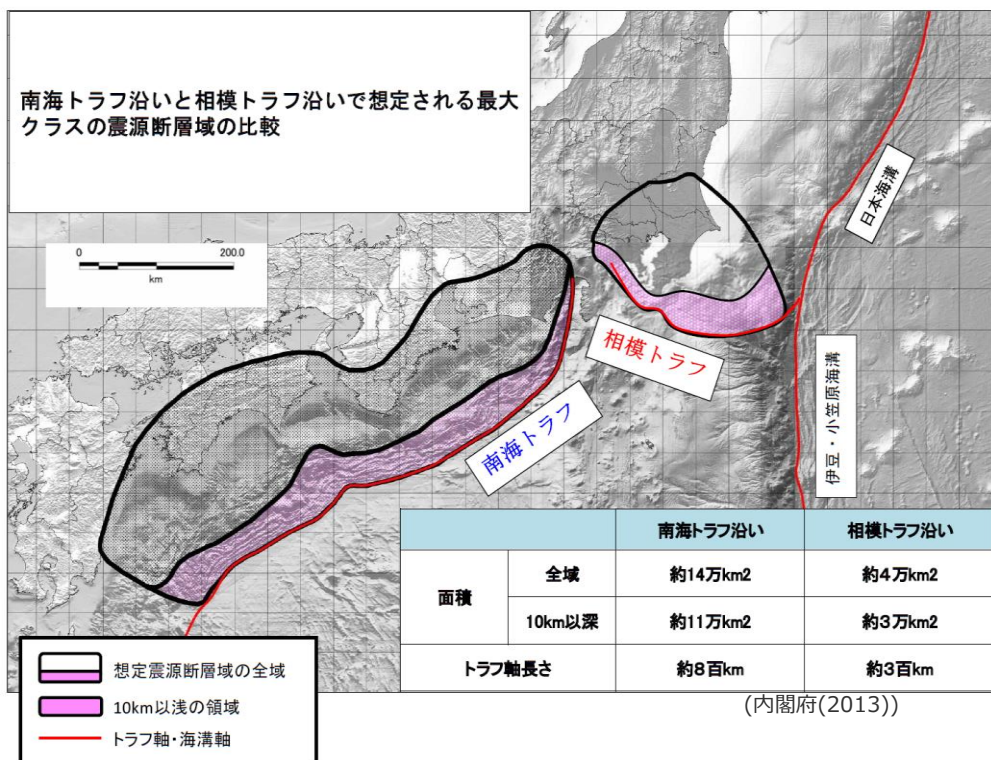 南海トラフ沿いと相模トラフ沿いで想定される最大
クラスの震源断層域の比較
0 200.0
km
日本海溝
相模トラフ
南海トラフ
伊豆・小笠原海溝
南海トラフ沿い 相模トラフ沿い
面積 全域 約14万km2 約4万km2
10km以深 約11万km2 約3万km2
トラフ軸長さ 約8百km 約3百km
(内閣府(2013))
想定震源断層域の全域
10km以浅の領域
トラフ軸・海溝軸